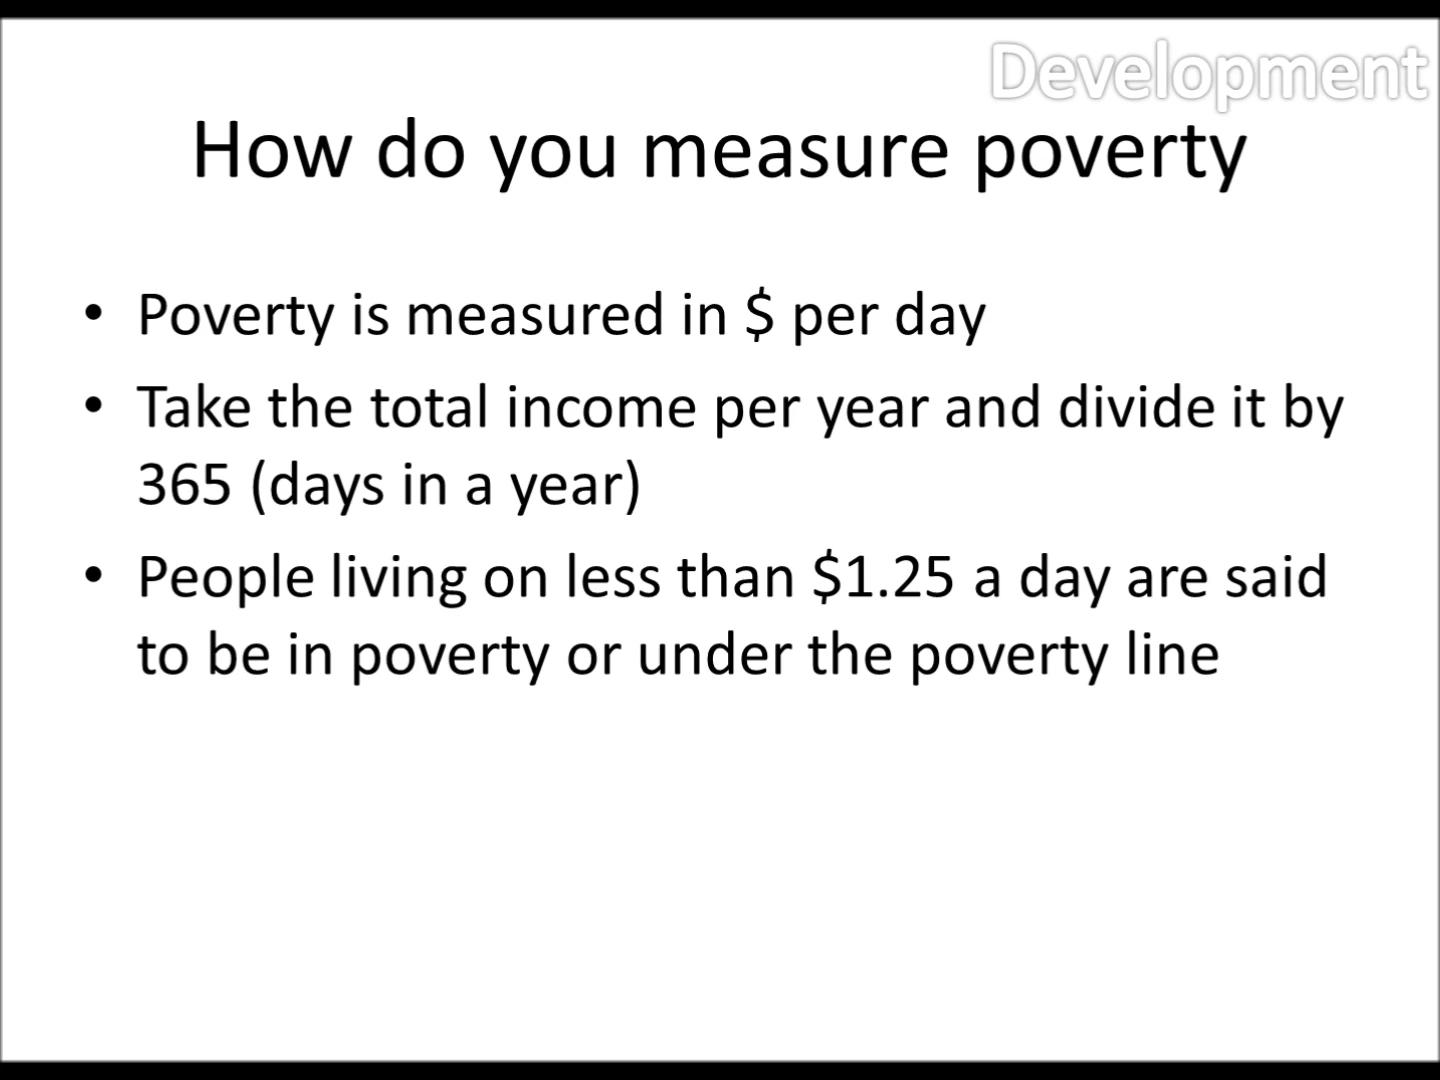 Development
How do you measure poverty
• Poverty is measured in $ per day
• Take the total income per year and divide it by
365 (days in a year)
• People living on less than $1.25 a day are said
to be in poverty or under the poverty line